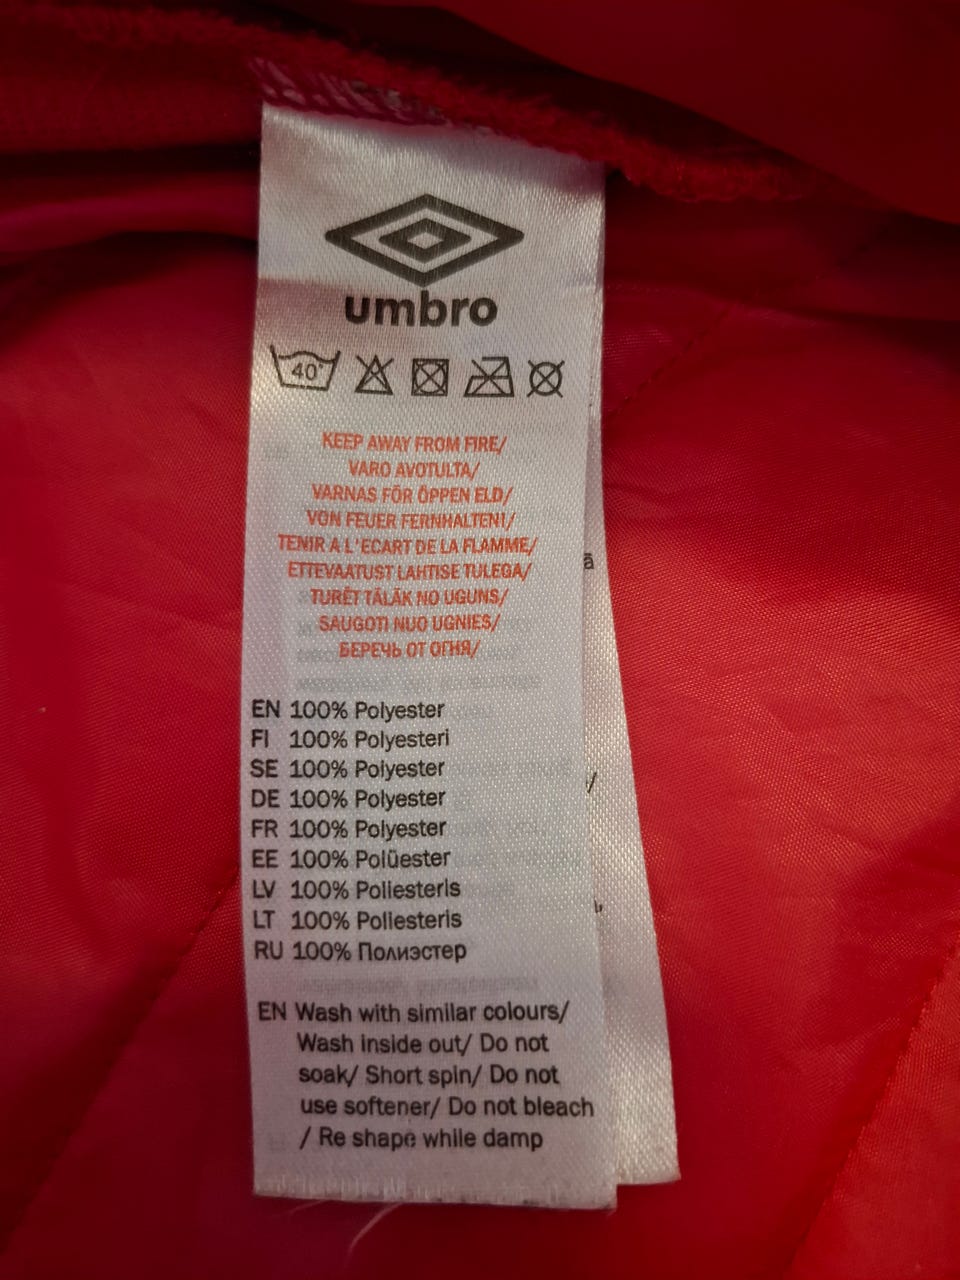 umbro
40°
KEEP AWAY FROM FIRE/
VARO AVOTULTA/
VARNAS FÖR ÖPPEN ELD/
VON FEUER FERNHALTEN!/
TENIR A L'ECART DE LA FLAMME/
ETTEVAATUST LAHTISE TULEGA/
TURĒT TĀLĀK NO UGUNS/
SAUGOTI NUO UGNIES/
БЕРЕЧЬ ОТ ОГНЯ/
EN 100% Polyester
FI 100% Polyesteri
SE 100% Polyester
DE 100% Polyester
FR 100% Polyester
EE 100% Polüester
LV 100% Poliesteris
LT 100% Poliesteris
RU 100% Полиэстер
EN Wash with similar colours/
Wash inside out/ Do not
soak/ Short spin/ Do not
use softener/ Do not bleach
/ Re shape while damp